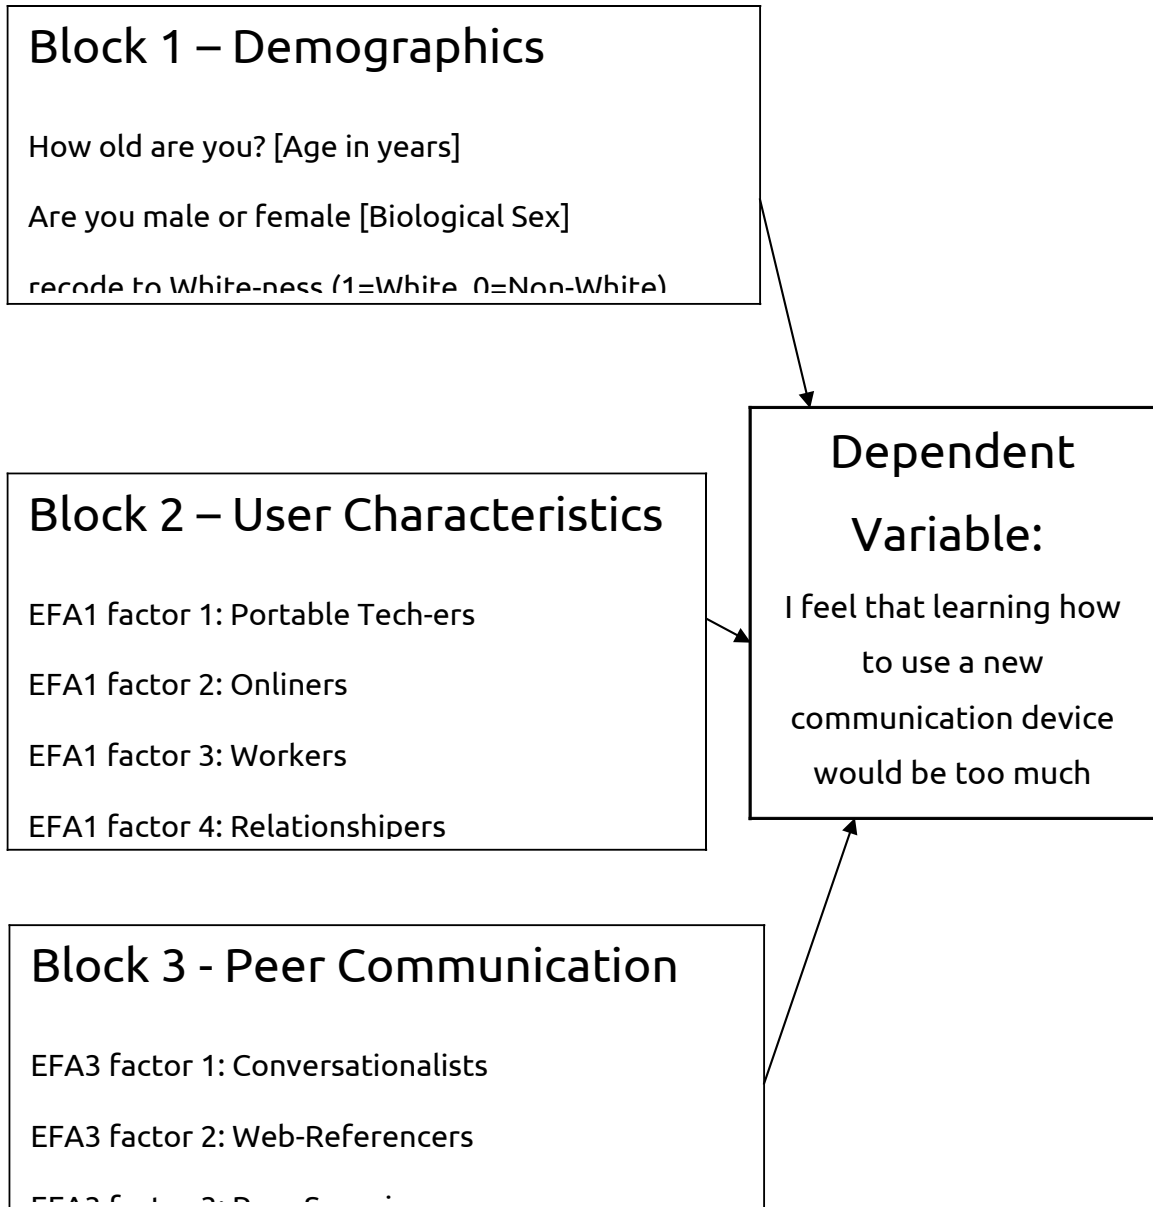 Block 1 – Demographics
How old are you? [Age in years]
Are you male or female [Biological Sex]
recode to White-ness (1=White, 0=Non-White)
Dependent
Variable:
I feel that learning how
to use a new
communication device
would be too much
Block 2 – User Characteristics
EFA1 factor 1: Portable Tech-ers
EFA1 factor 2: Onliners
EFA1 factor 3: Workers
EFA1 factor 4: Relationshipers
Block 3 - Peer Communication
EFA3 factor 1: Conversationalists
EFA3 factor 2: Web-Referencers
EFA3 factor 3: